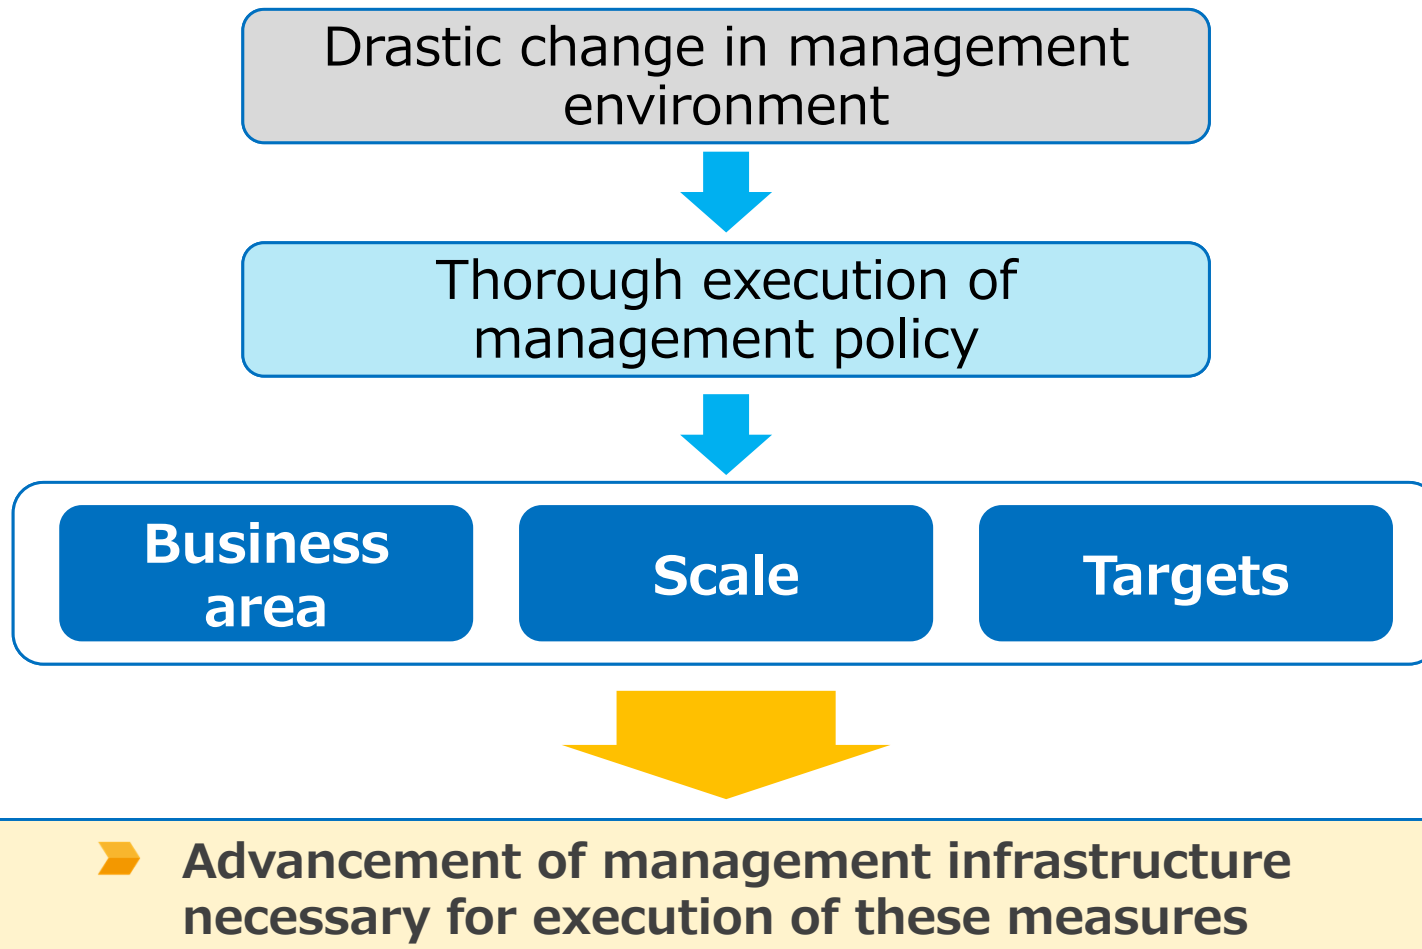 Drastic change in management
environment
Thorough execution of
management policy
Business
area
Scale
Targets
Advancement of management infrastructure
necessary for execution of these measures